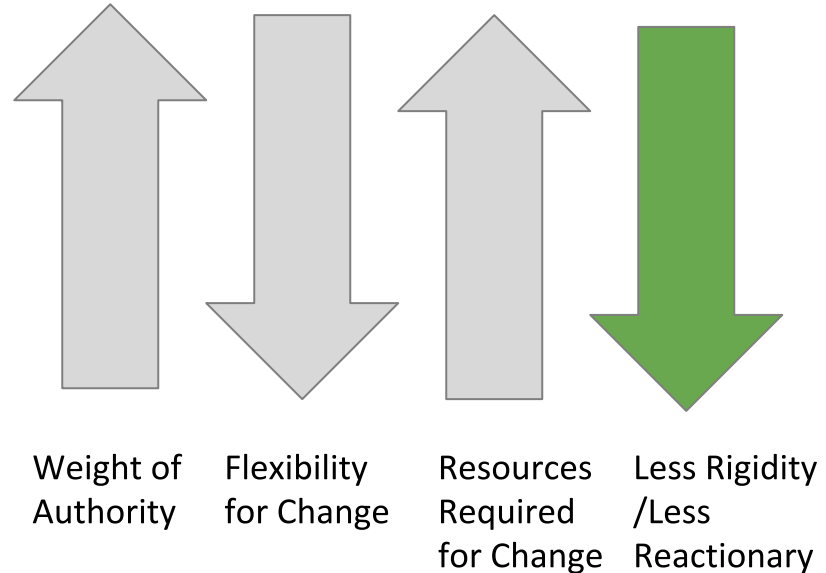 Weight of
Authority
Flexibility
for Change
Resources
Required
for Change
Less Rigidity
/Less
Reactionary